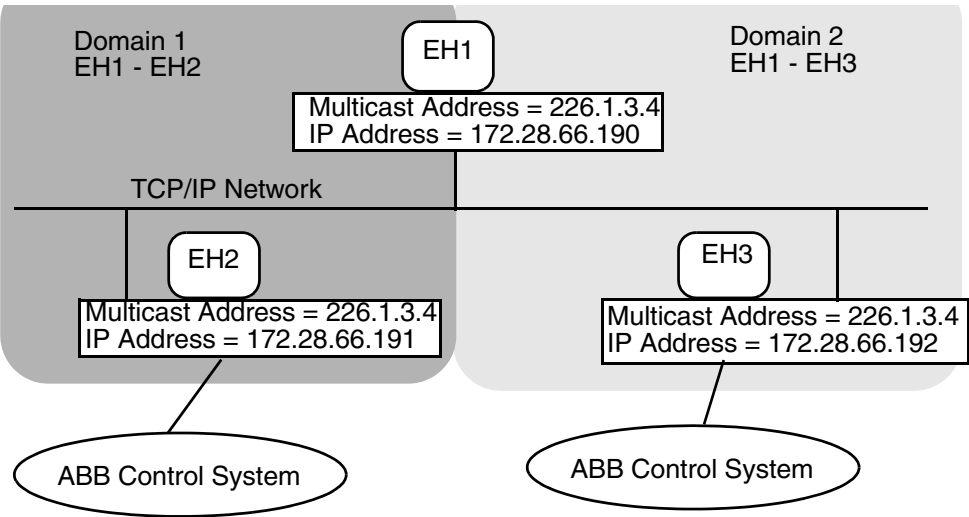 Domain 1
EH1 - EH2
EH1
Domain 2
EH1 - EH3
Multicast Address = 226.1.3.4
IP Address = 172.28.66.190
TCP/IP Network
EH2
Multicast Address = 226.1.3.4
IP Address = 172.28.66.191
EH3
Multicast Address = 226.1.3.4
IP Address = 172.28.66.192
ABB Control System
ABB Control System